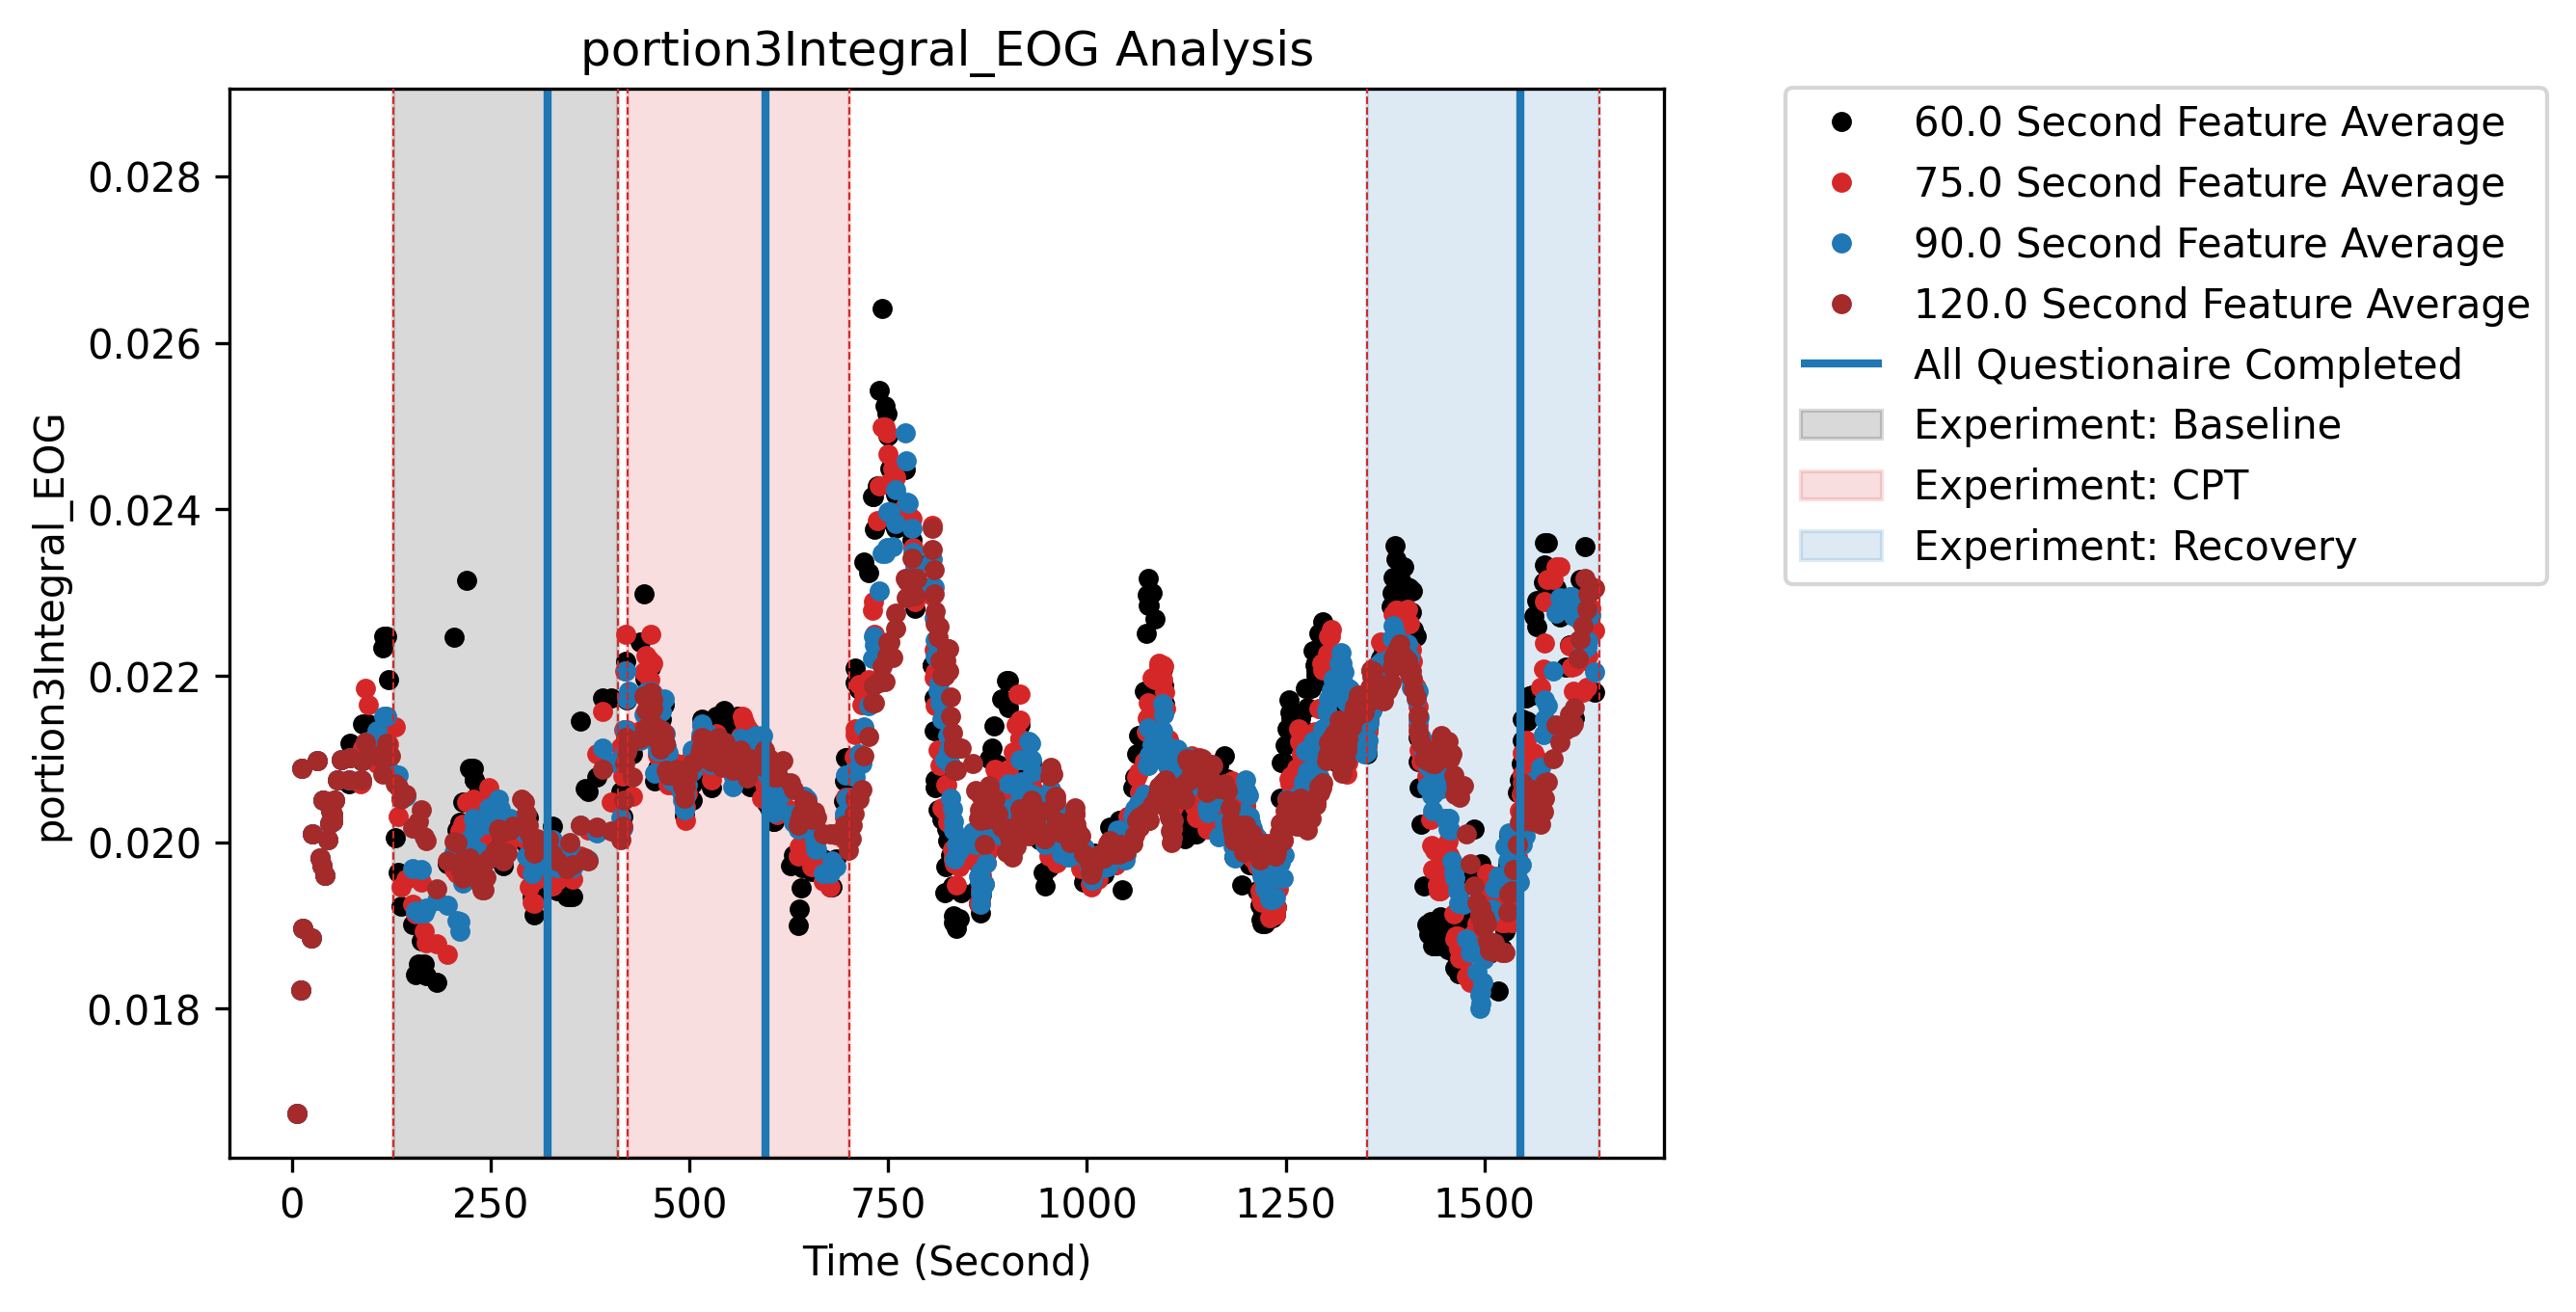 portion3Integral_EOG Analysis
portion3Integral_EOG
0.028
0.026
0.024
0.022
0.020
0.018
0
250
500
750
1000
1250
1500
Time (Second)
60.0 Second Feature Average
75.0 Second Feature Average
90.0 Second Feature Average
120.0 Second Feature Average
All Questionaire Completed
Experiment: Baseline
Experiment: CPT
Experiment: Recovery